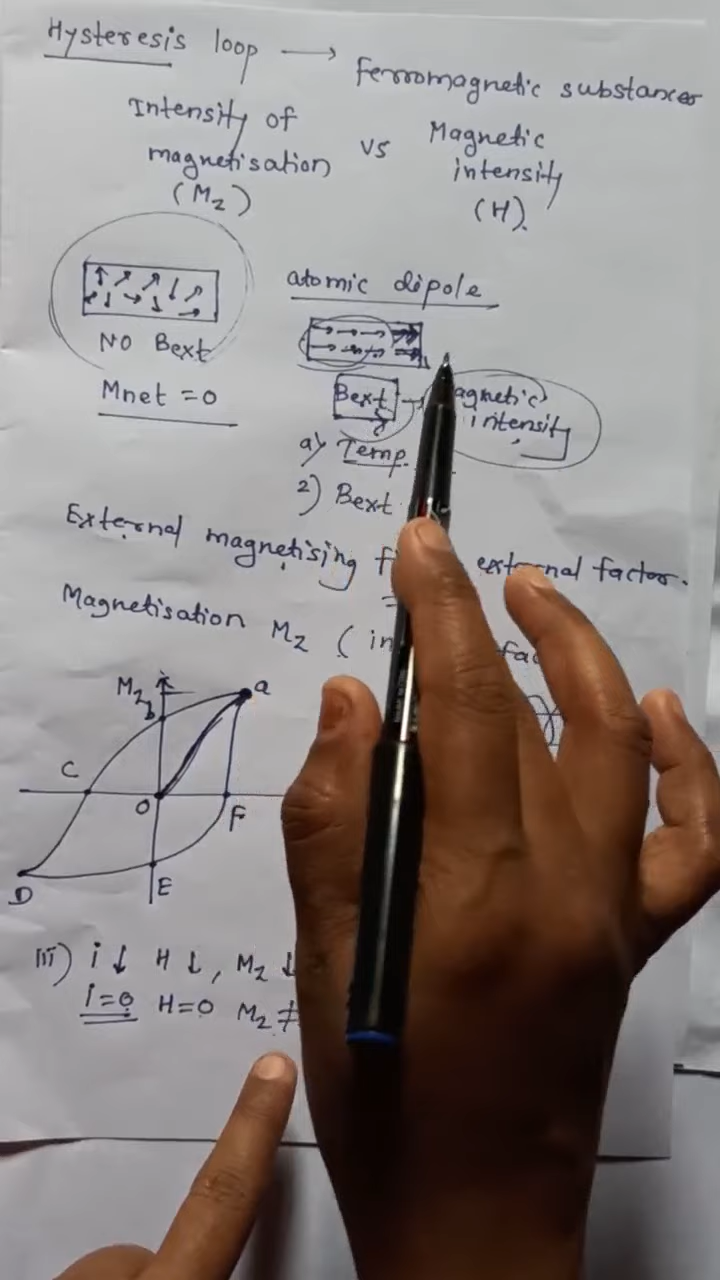 Hysteresis loop → Ferromagnetic substances
Intensity of magnetisation (Mz) vs Magnetic intensity (H).
atomic dipole
NO Bext
Mnet = 0
Bext → agnetic intensity
a) Temp.
2) Bext
External magnetising external factor.
Magnetisation Mz (
Mz
a
b
C
O
F
D
E
III) i ↓ H ↓, Mz ↓
i=0 H=0 Mz ≠